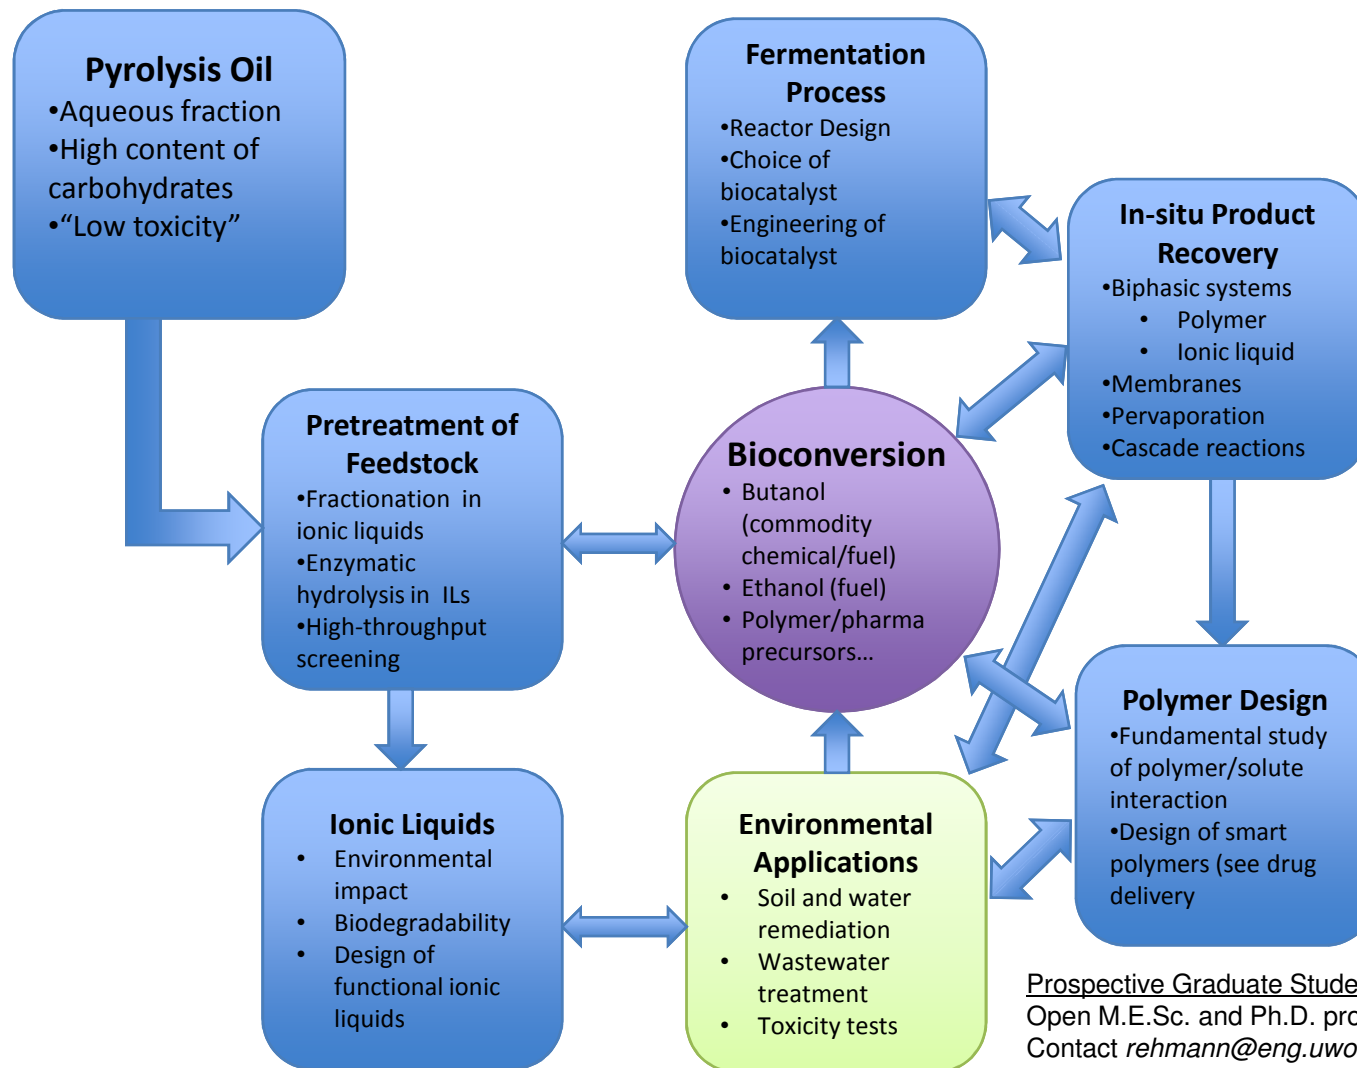 Pyrolysis Oil
•Aqueous fraction
•High content of
carbohydrates
•“Low toxicity”
Fermentation
Process
•Reactor Design
•Choice of
biocatalyst
•Engineering of
biocatalyst
In-situ Product
Recovery
•Biphasic systems
• Polymer
• Ionic liquid
•Membranes
•Pervaporation
•Cascade reactions
Pretreatment of
Feedstock
•Fractionation in
ionic liquids
•Enzymatic
hydrolysis in ILs
•High-throughput
screening
Bioconversion
• Butanol
(commodity
chemical/fuel)
• Ethanol (fuel)
• Polymer/pharma
precursors...
Polymer Design
•Fundamental study
of polymer/solute
interaction
•Design of smart
polymers (see drug
delivery
Ionic Liquids
• Environmental
impact
• Biodegradability
• Design of
functional ionic
liquids
Environmental
Applications
• Soil and water
remediation
• Wastewater
treatment
• Toxicity tests
Prospective Graduate Stude
Open M.E.Sc. and Ph.D. pro
Contact rehmann@eng.uwo